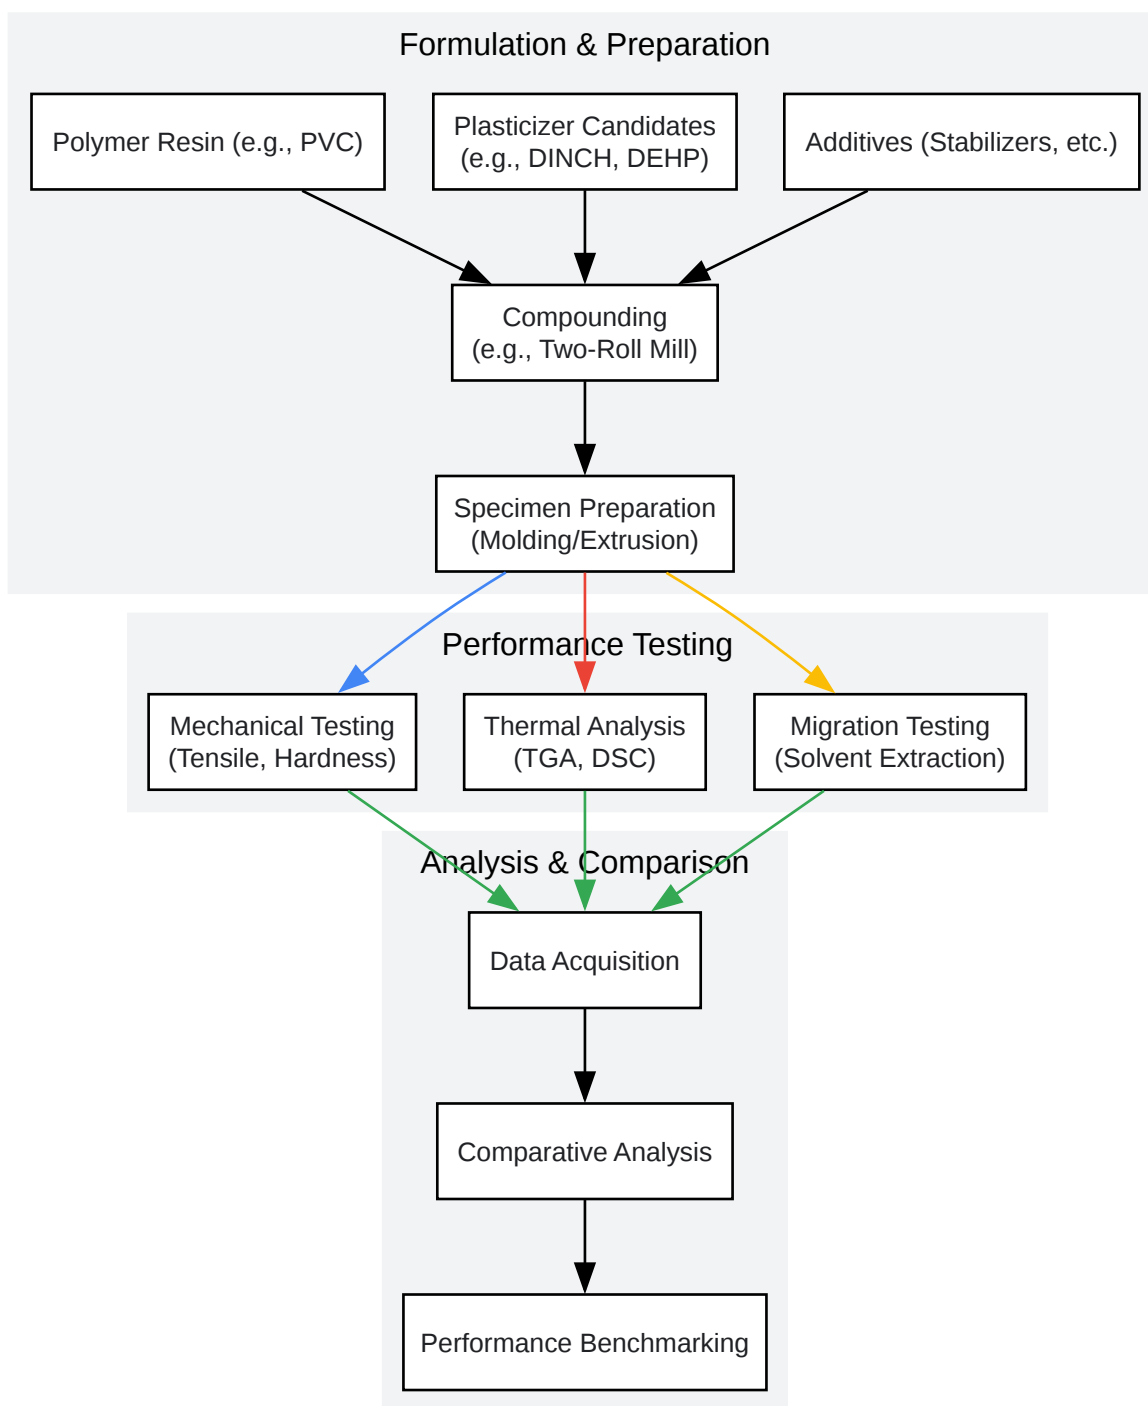 Formulation & Preparation
Polymer Resin (e.g., PVC)
Plasticizer Candidates
(e.g., DINCH, DEHP)
Additives (Stabilizers, etc.)
Compounding
(e.g., Two-Roll Mill)
Specimen Preparation
(Molding/Extrusion)
Performance Testing
Mechanical Testing
(Tensile, Hardness)
Thermal Analysis
(TGA, DSC)
Migration Testing
(Solvent Extraction)
Analysis & Comparison
Data Acquisition
Comparative Analysis
Performance Benchmarking